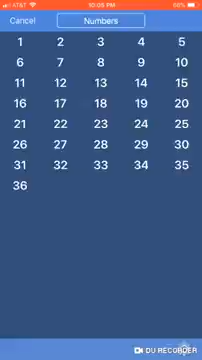 AT&T 10:05 PM 66%
Cancel Numbers
1 2 3 4 5
6 7 8 9 10
11 12 13 14 15
16 17 18 19 20
21 22 23 24 25
26 27 28 29 30
31 32 33 34 35
36
DU RECORDER